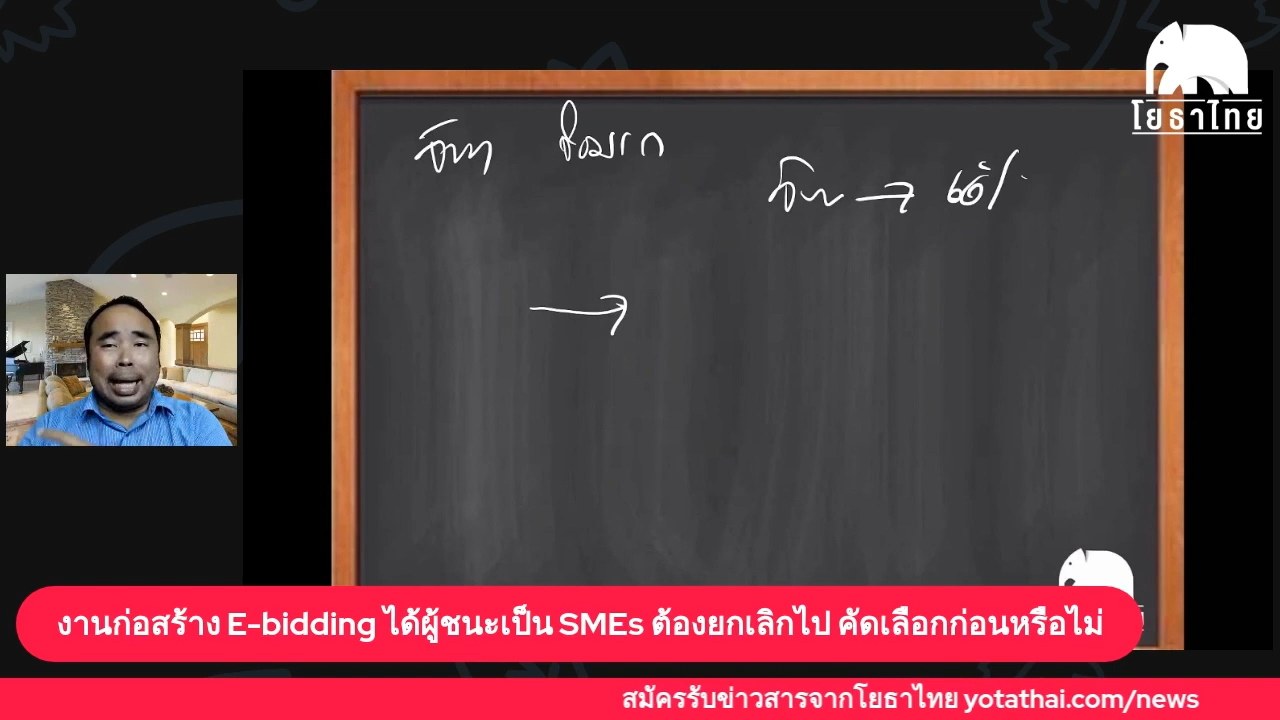 โยธาไทย
งานก่อสร้าง E-bidding ได้ผู้ชนะเป็น SMEs ต้องยกเลิกไป คัดเลือกก่อนหรือไม่
สมัครรับข่าวสารจากโยธาไทย yotathai.com/news